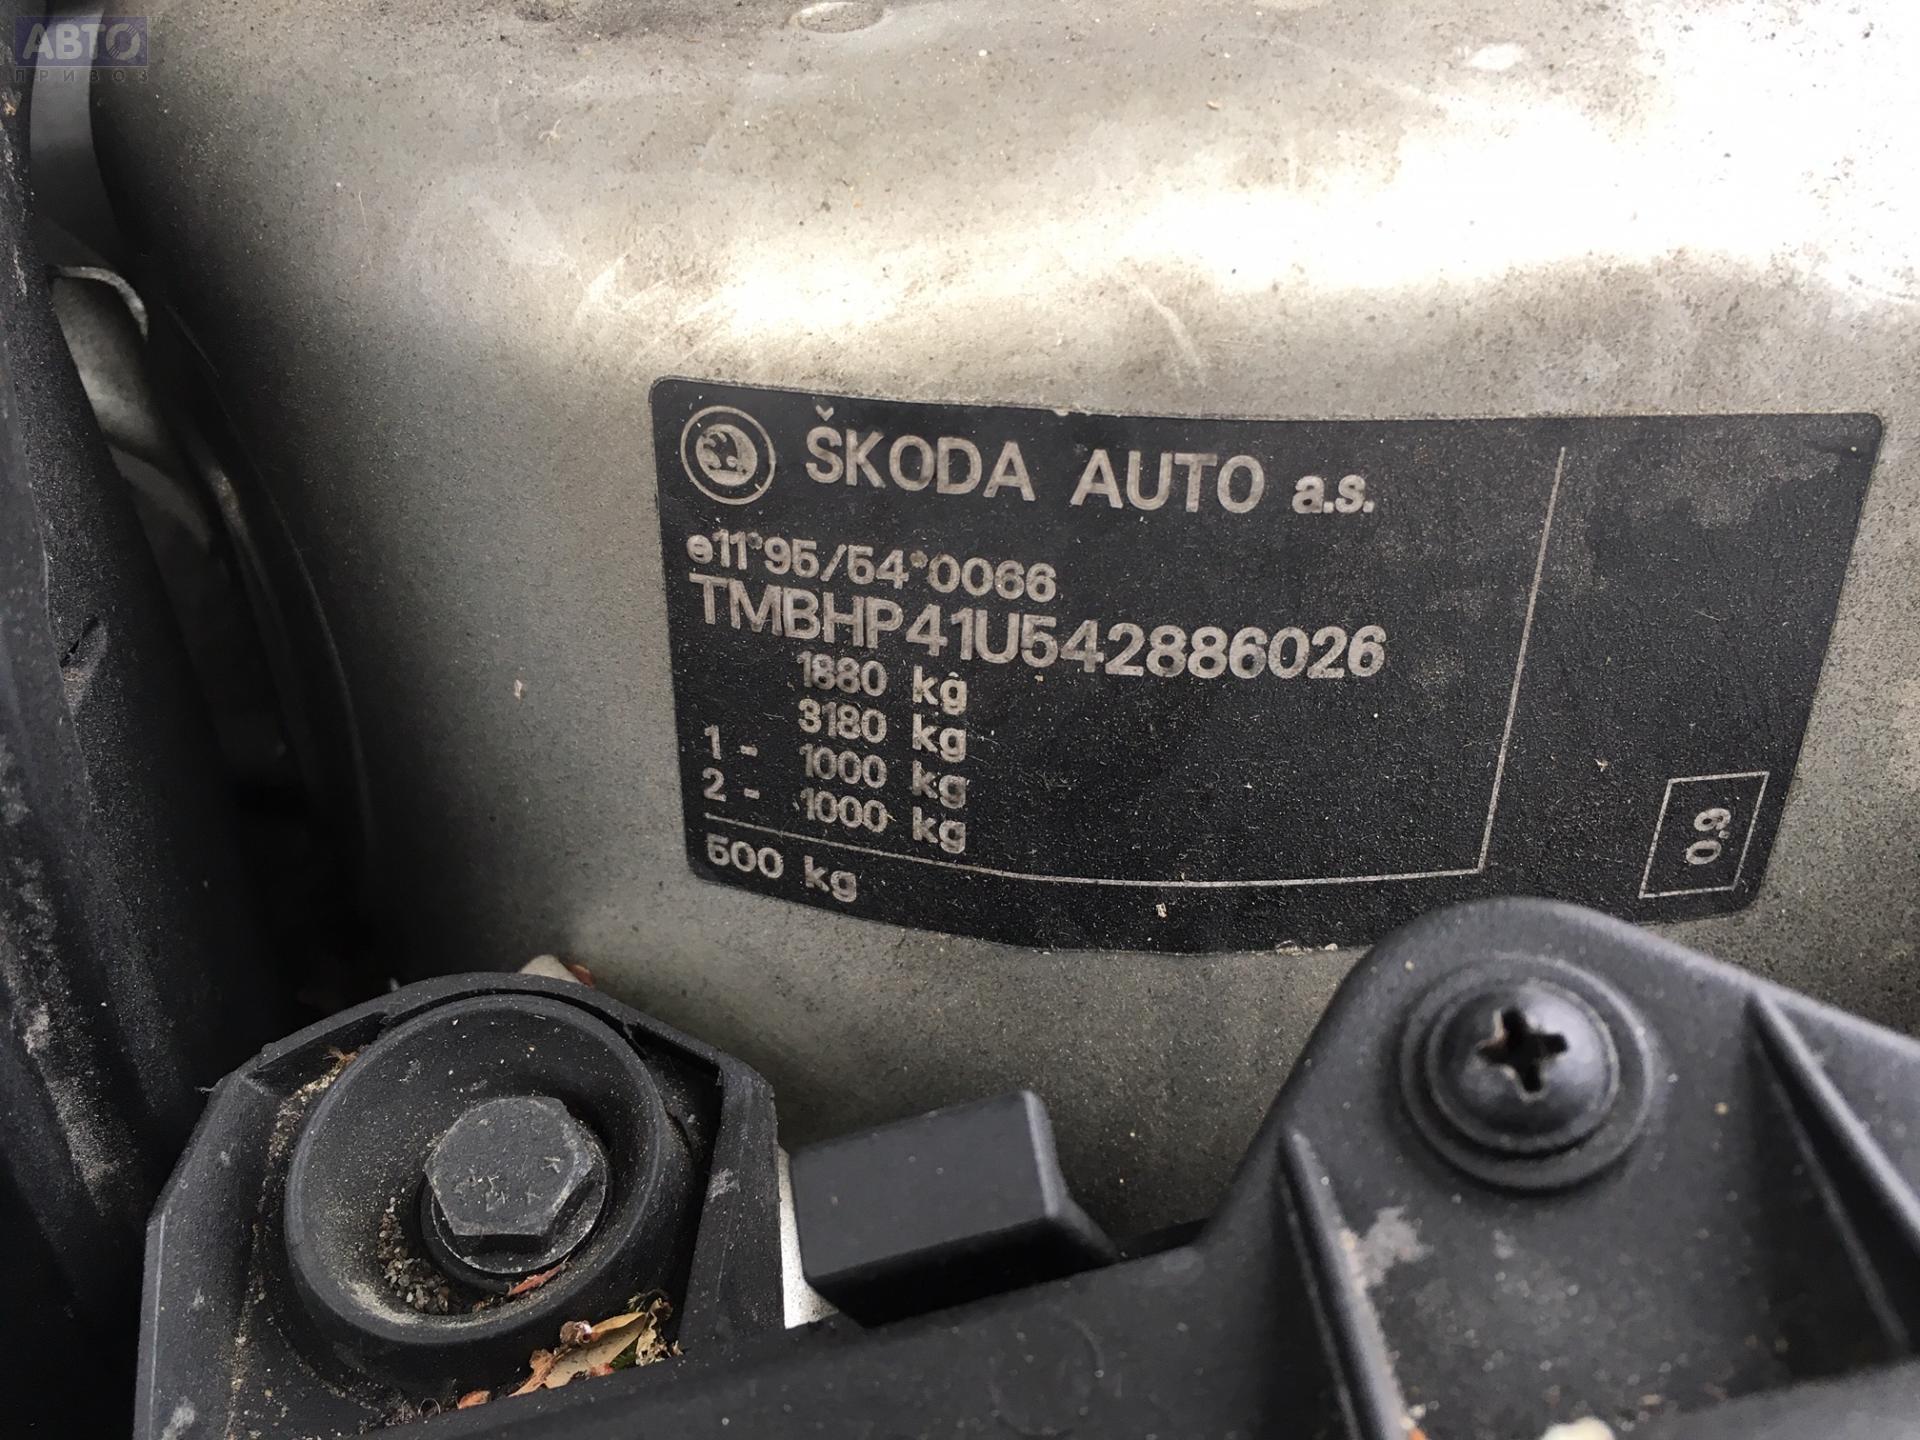 АВТО
ПРИВОЗ
ŠKODA AUTO a.s.
e11°95/54°0066
TMBHP41U542886026
1880 kg
3180 kg
1 - 1000 kg
2 - 1000 kg
500 kg
0.9